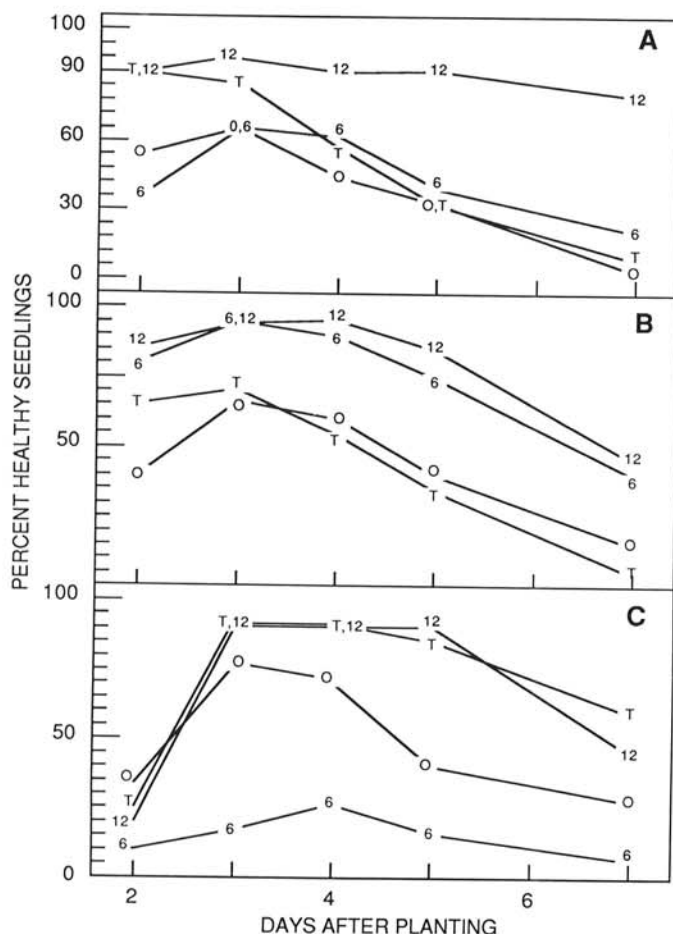 PERCENT HEALTHY SEEDLINGS
100
90
60
30
0
A
T,12
12
12
12
12
T
T
T
O
0,6
6
6
6
6
O
O,T
O
100
50
B
12
6,12
12
12
12
6
6
6
6
T
T
T
T
T
O
O
O
O
O
100
50
0
C
T,12
T,12
12
T
T
12
O
O
O
O
O
T
12
6
6
6
6
6
2
4
6
DAYS AFTER PLANTING